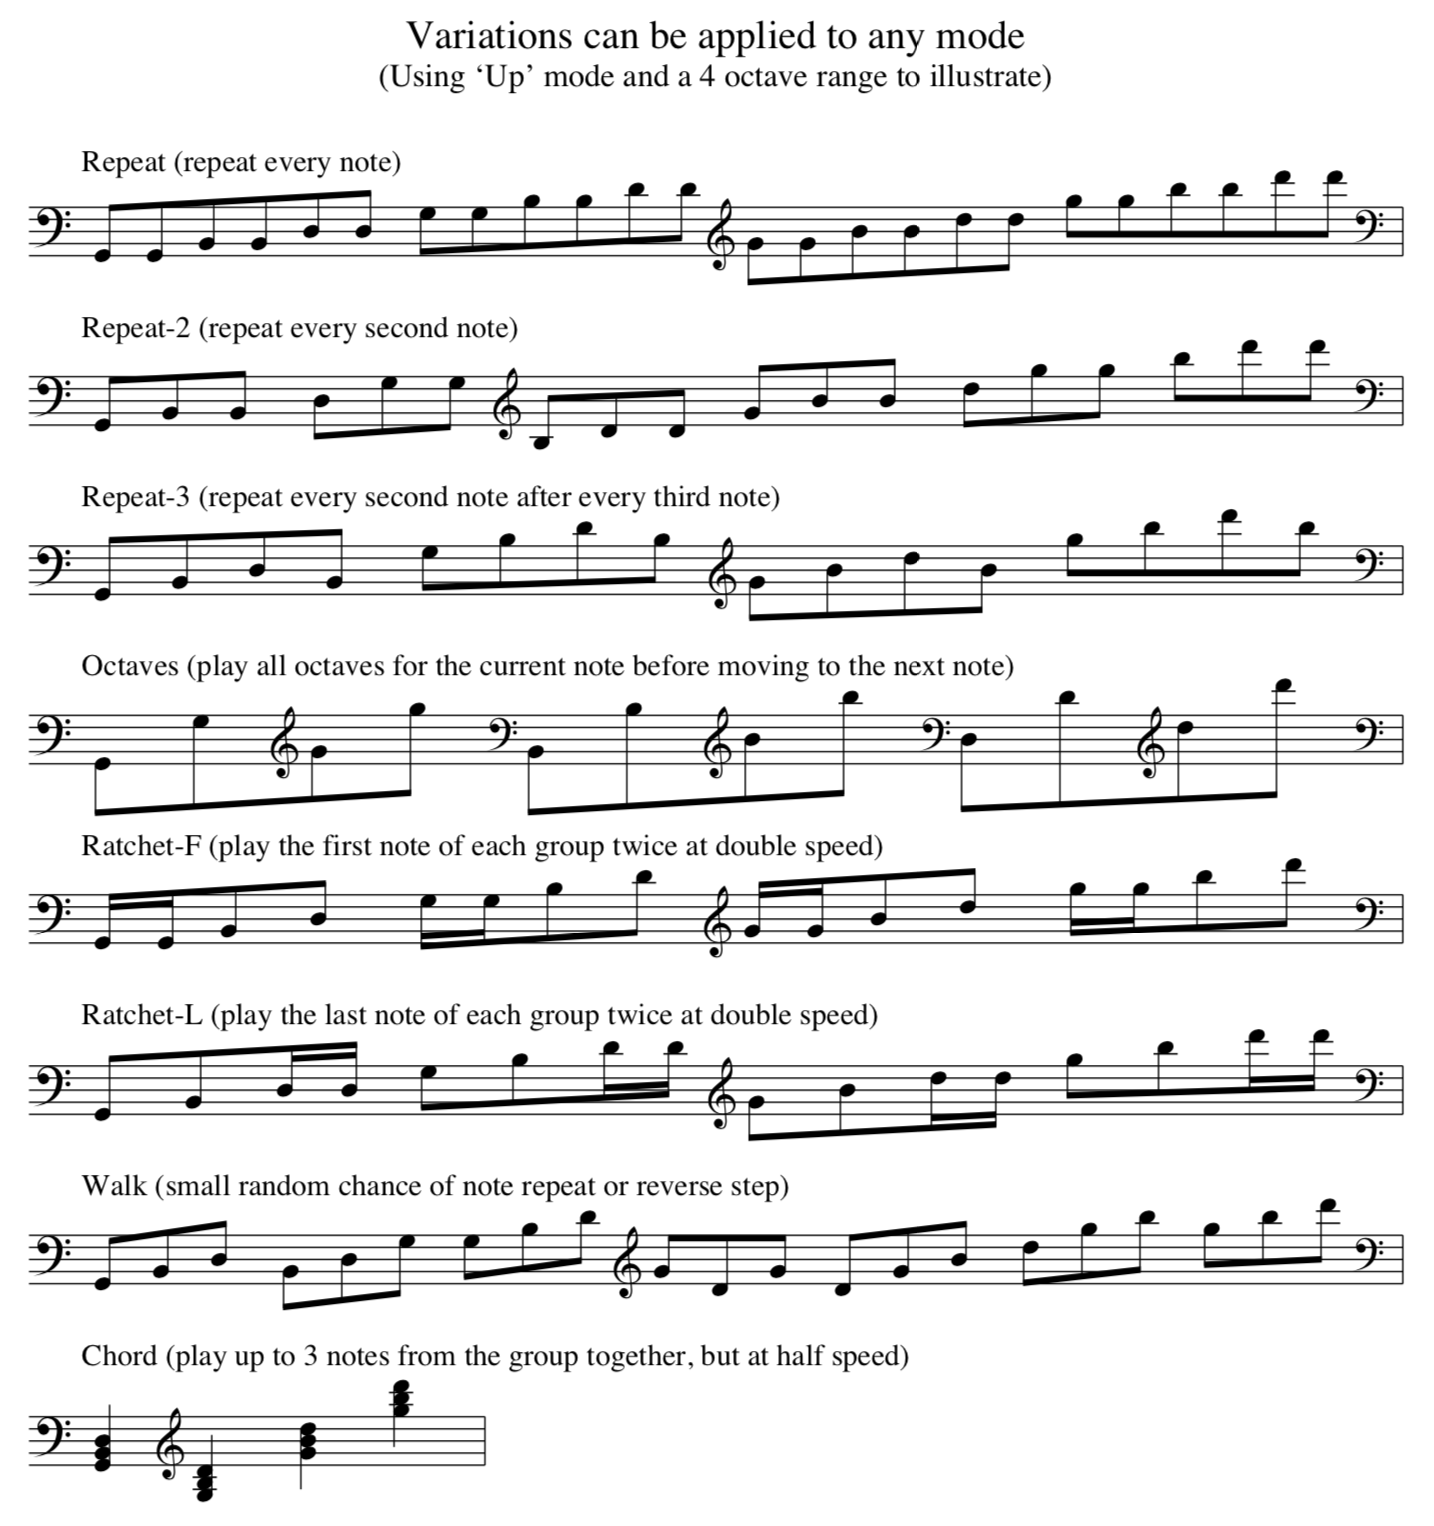 Variations can be applied to any mode
(Using ‘Up’ mode and a 4 octave range to illustrate)
Repeat (repeat every note)
Repeat-2 (repeat every second note)
Repeat-3 (repeat every second note after every third note)
Octaves (play all octaves for the current note before moving to the next note)
Ratchet-F (play the first note of each group twice at double speed)
Ratchet-L (play the last note of each group twice at double speed)
Walk (small random chance of note repeat or reverse step)
Chord (play up to 3 notes from the group together, but at half speed)